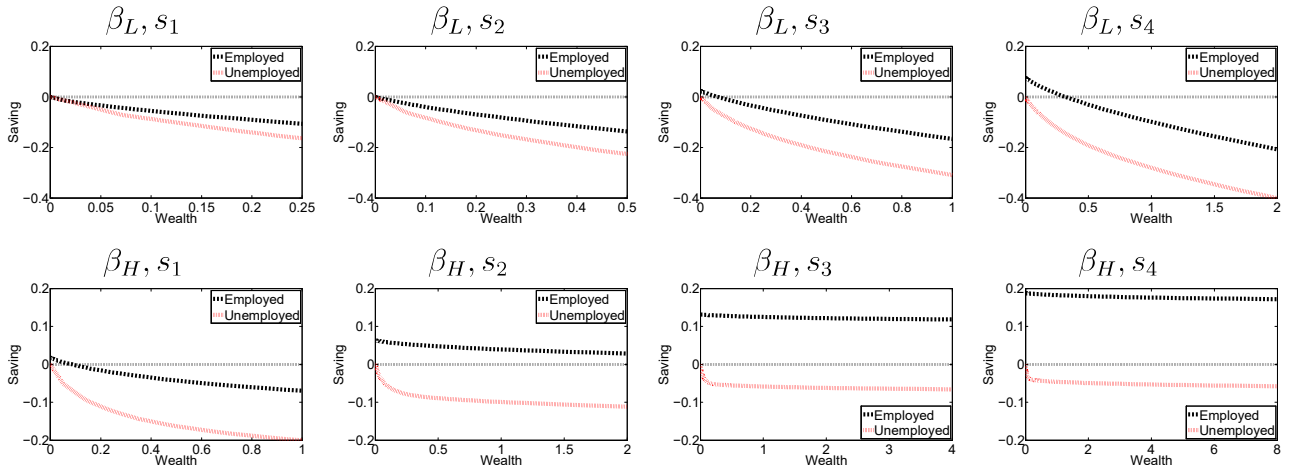 β_L, s_1
0.2
0
−0.2
−0.4
Saving
Employed
Unemployed
0 0.05 0.1 0.15 0.2 0.25
Wealth
β_L, s_2
0.2
0
−0.2
−0.4
Saving
Employed
Unemployed
0 0.1 0.2 0.3 0.4 0.5
Wealth
β_L, s_3
0.2
0
−0.2
−0.4
Saving
Employed
Unemployed
0 0.2 0.4 0.6 0.8 1
Wealth
β_L, s_4
0.2
0
−0.2
−0.4
Saving
Employed
Unemployed
0 0.5 1 1.5 2
Wealth
β_H, s_1
0.2
0.1
0
−0.1
−0.2
Saving
Employed
Unemployed
0 0.2 0.4 0.6 0.8 1
Wealth
β_H, s_2
0.2
0.1
0
−0.1
−0.2
Saving
Employed
Unemployed
0 0.5 1 1.5 2
Wealth
β_H, s_3
0.2
0.1
0
−0.1
−0.2
Saving
Employed
Unemployed
0 1 2 3 4
Wealth
β_H, s_4
0.2
0.1
0
−0.1
−0.2
Saving
Employed
Unemployed
0 2 4 6 8
Wealth